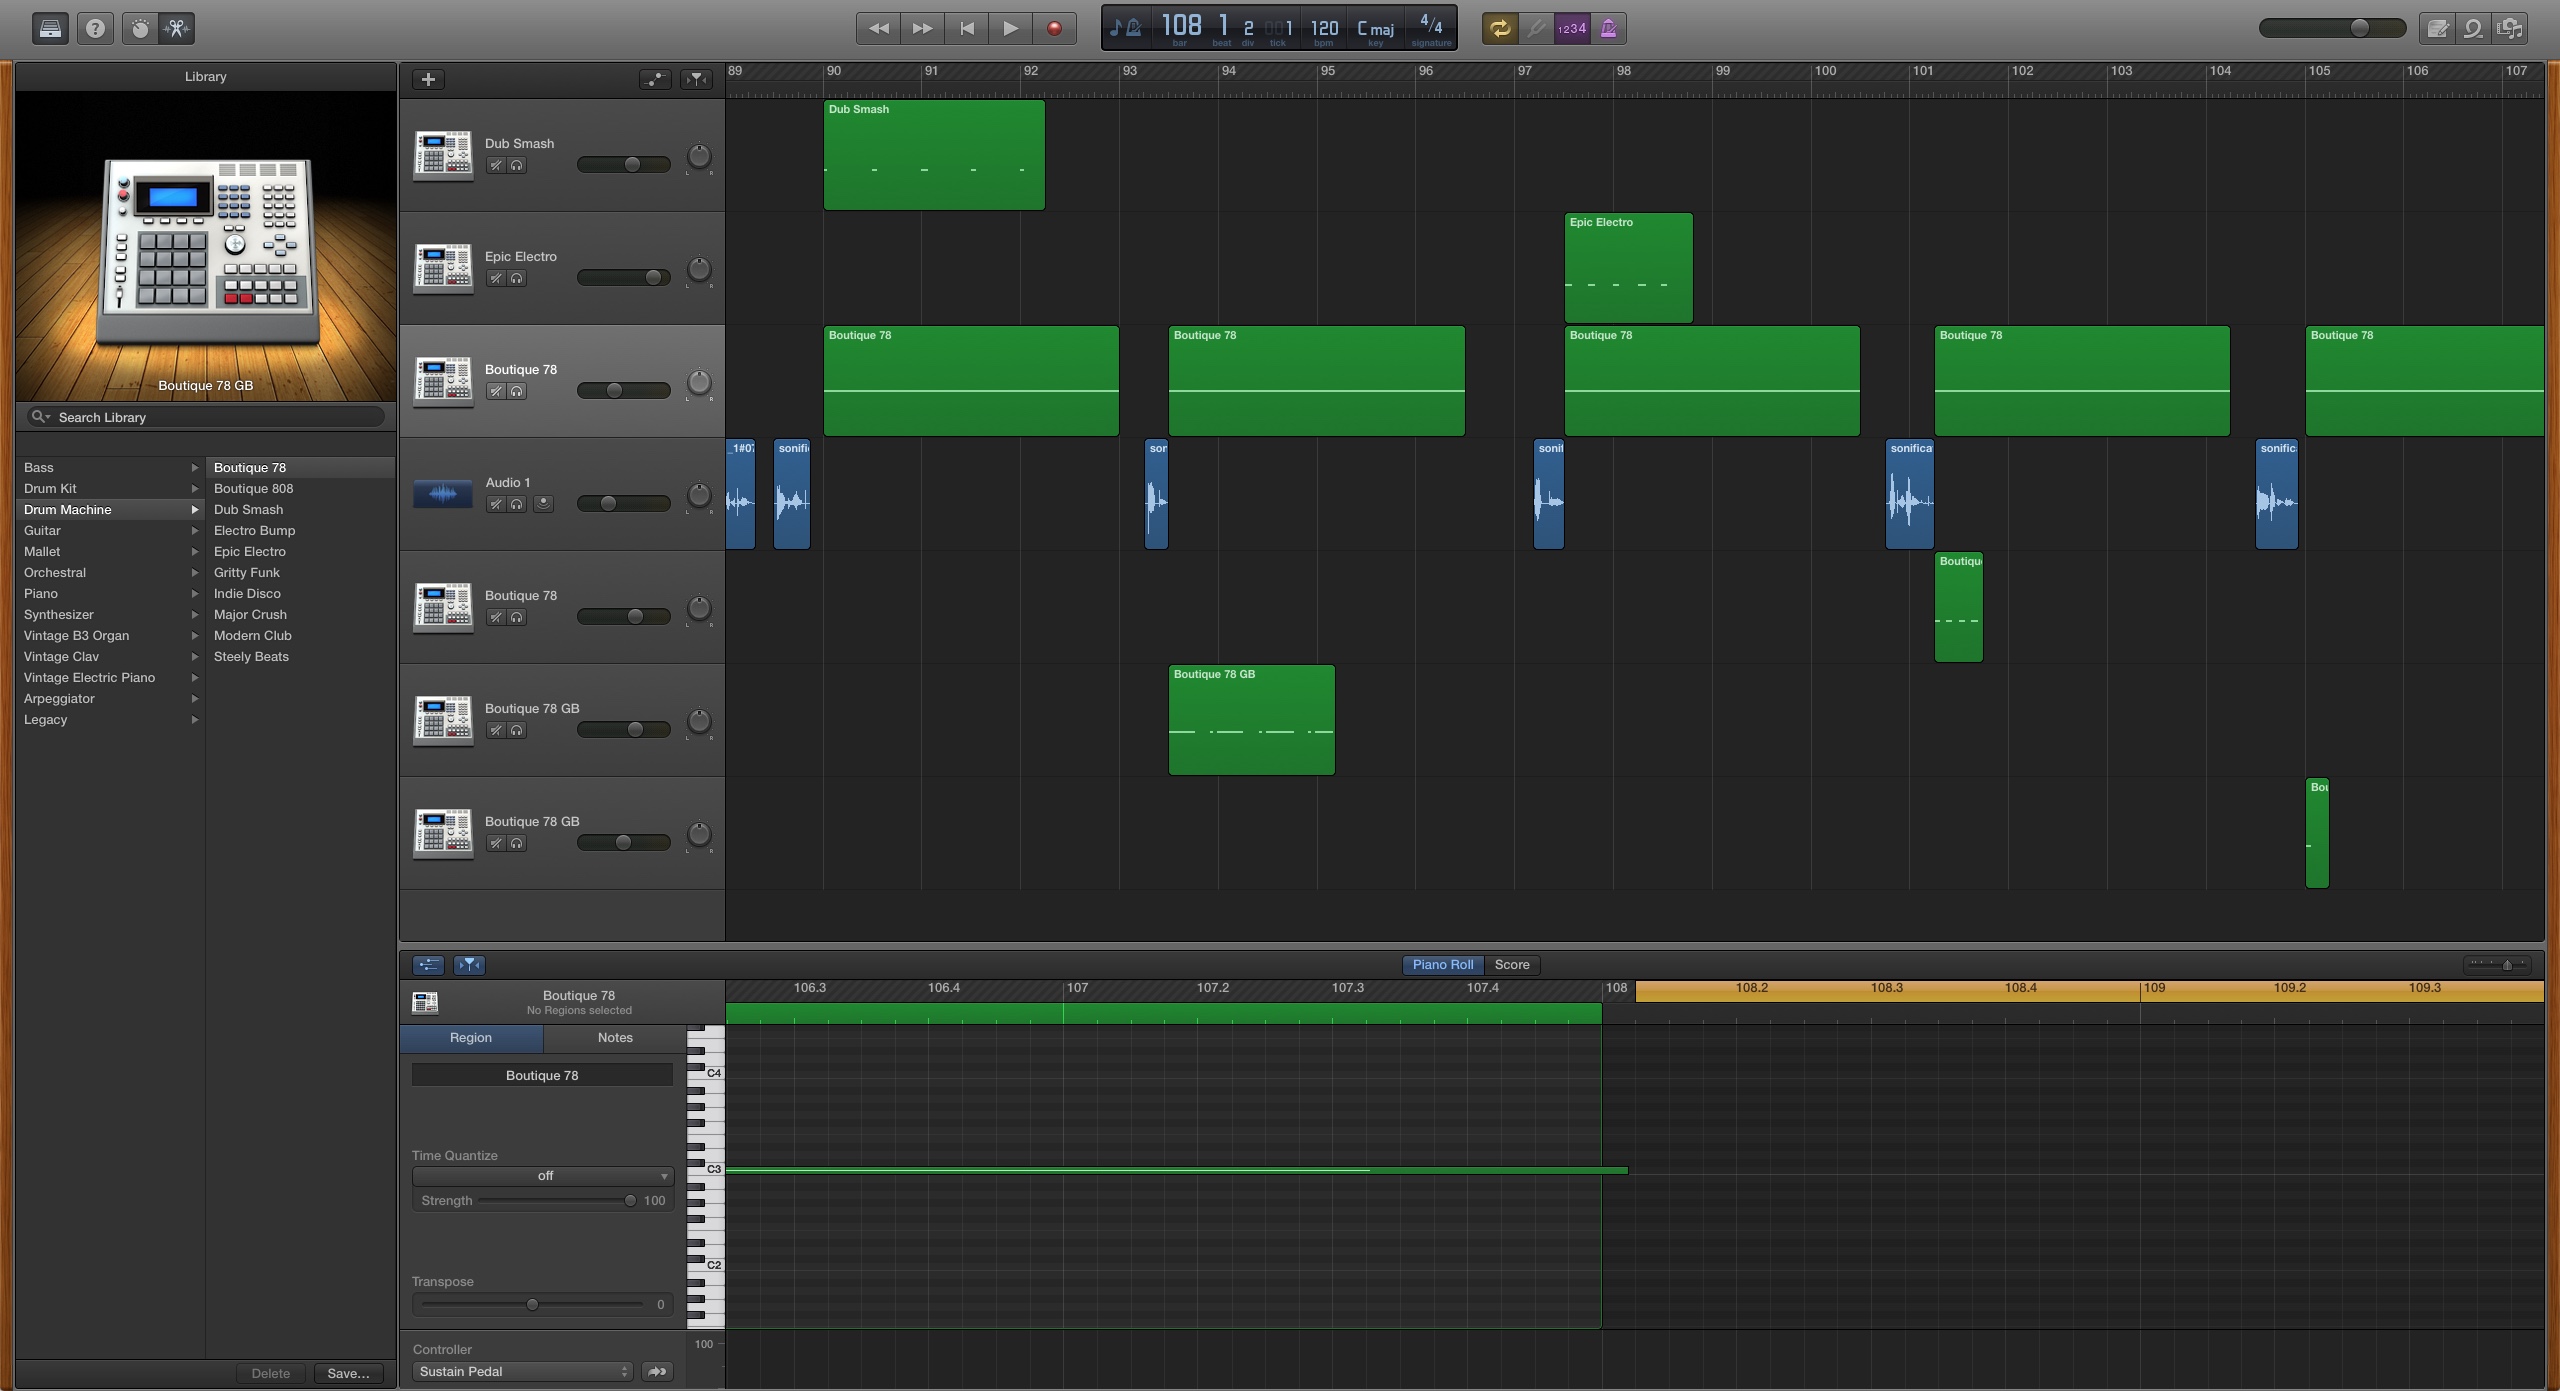 108 1 2 001 120 C maj 4/4
bar beat div tick bpm key signature
1234
Library
Boutique 78 GB
Search Library
Bass
Drum Kit
Drum Machine
Guitar
Mallet
Orchestral
Piano
Synthesizer
Vintage B3 Organ
Vintage Clav
Vintage Electric Piano
Arpeggiator
Legacy
Boutique 78
Boutique 808
Dub Smash
Electro Bump
Epic Electro
Gritty Funk
Indie Disco
Major Crush
Modern Club
Steely Beats
Delete Save...
89 90 91 92 93 94 95 96 97 98 99 100 101 102 103 104 105 106 107
Dub Smash
L R
Dub Smash
Epic Electro
L R
Epic Electro
Boutique 78
L R
Boutique 78 Boutique 78 Boutique 78 Boutique 78 Boutique 78
Audio 1
L R
_1#07 sonifi son sonif sonifica sonific
Boutique 78
L R
Boutiqu
Boutique 78 GB
L R
Boutique 78 GB
Boutique 78 GB
L R
Bou
Piano Roll Score
Boutique 78
No Regions selected
106.3 106.4 107 107.2 107.3 107.4 108 108.2 108.3 108.4 109 109.2 109.3
Region Notes
Boutique 78
Time Quantize
off
Strength 100
Transpose
0
C4
C3
C2
Controller
Sustain Pedal
100